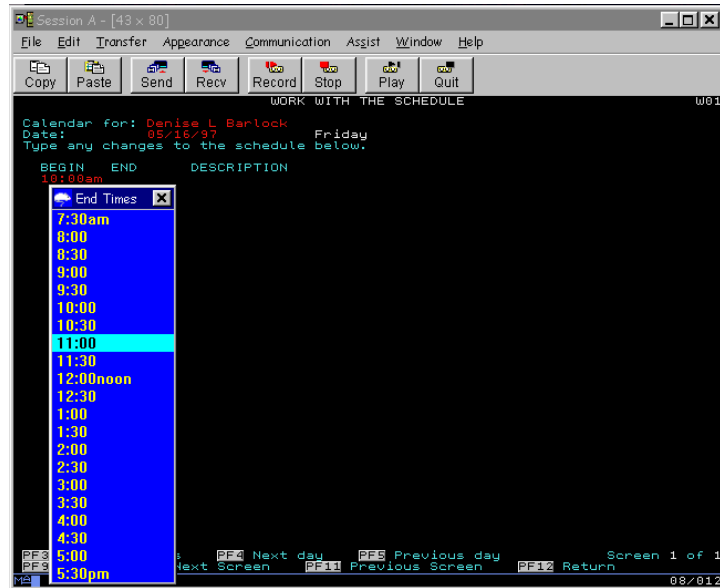 Session A - [43 x 80]
File Edit Transfer Appearance Communication Assist Window Help
Copy Paste Send Recv Record Stop Play Quit
WORK WITH THE SCHEDULE W01
Calendar for: Denise L Barlock
Date: 05/16/97 Friday
Type any changes to the schedule below.
BEGIN END DESCRIPTION
10:00am
End Times
7:30am
8:00
8:30
9:00
9:30
10:00
10:30
11:00
11:30
12:00noon
12:30
1:00
1:30
2:00
2:30
3:00
3:30
4:00
4:30
5:00
5:30pm
PF3 s PF4 Next day PF5 Previous day Screen 1 of 1
PF9 Next Screen PF11 Previous Screen PF12 Return
MA 08/012